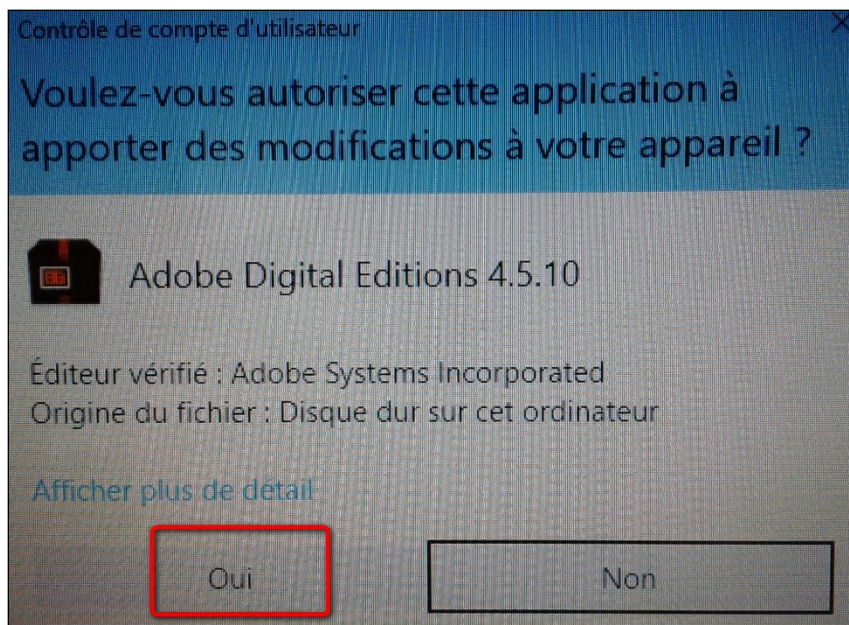 Contrôle de compte d'utilisateur
Voulez-vous autoriser cette application à
apporter des modifications à votre appareil ?
Adobe Digital Editions 4.5.10
Éditeur vérifié : Adobe Systems Incorporated
Origine du fichier : Disque dur sur cet ordinateur
Afficher plus de détail
Oui
Non